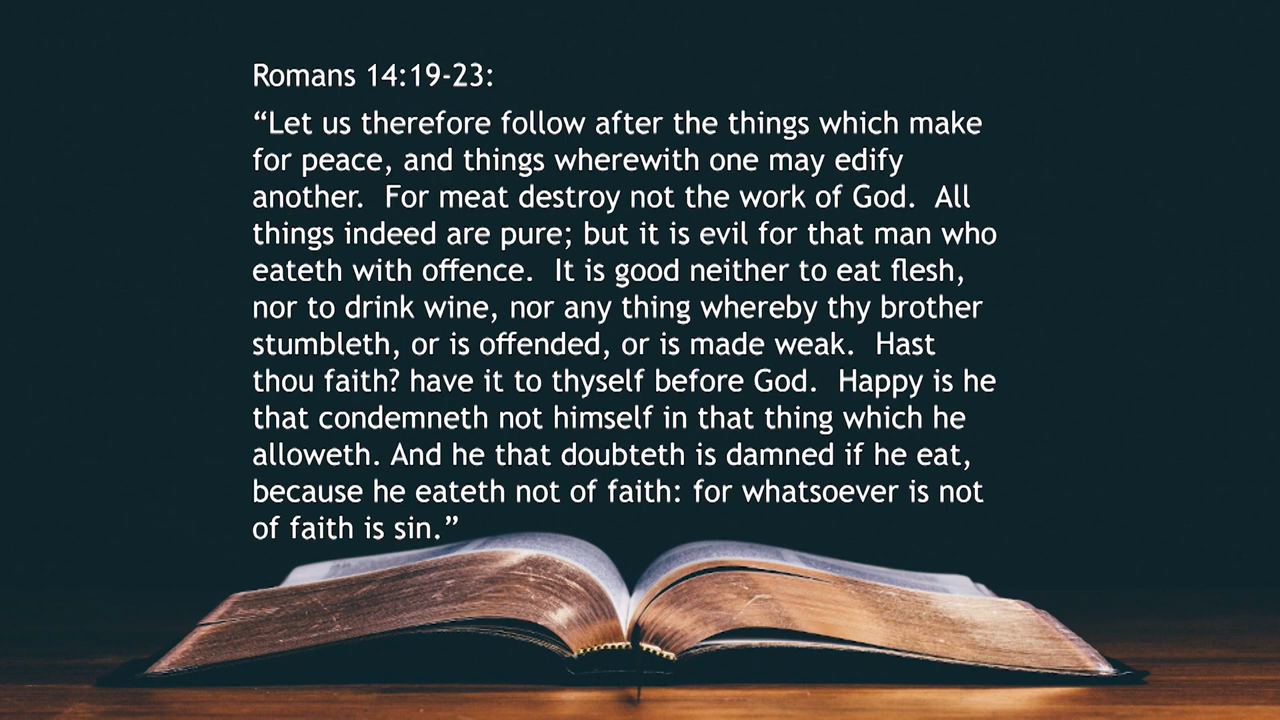 Romans 14:19-23:
“Let us therefore follow after the things which make
for peace, and things wherewith one may edify
another.  For meat destroy not the work of God.  All
things indeed are pure; but it is evil for that man who
eateth with offence.  It is good neither to eat flesh,
nor to drink wine, nor any thing whereby thy brother
stumbleth, or is offended, or is made weak.  Hast
thou faith? have it to thyself before God.  Happy is he
that condemneth not himself in that thing which he
alloweth. And he that doubteth is damned if he eat,
because he eateth not of faith: for whatsoever is not
of faith is sin.”